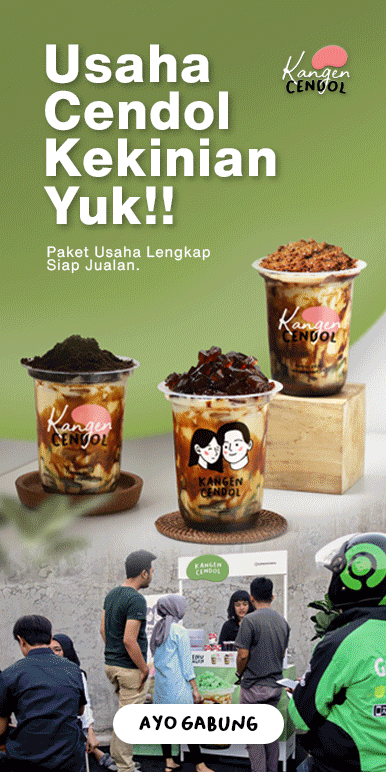 Usaha
Cendol
Kekinian
Yuk!!
Kangen
CENDOL
Paket Usaha Lengkap
Siap Jualan.
Kangen
CENDOL
Kangen
CENDOL
KANGEN
CENDOL
KANGEN
CENDOL
AYO GABUNG